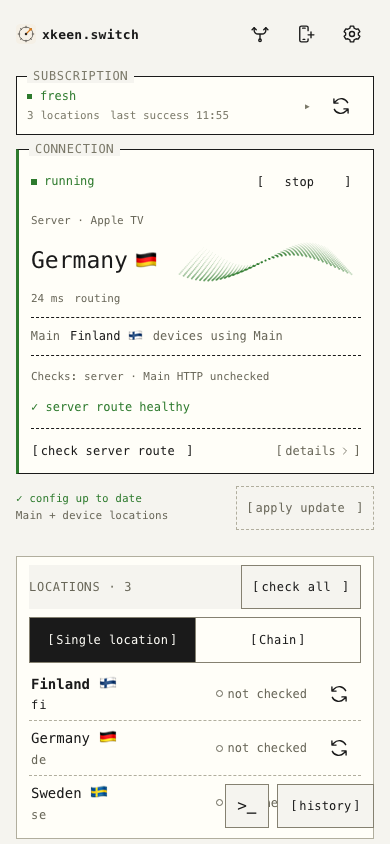 xkeen.switch
SUBSCRIPTION
fresh
3 locations last success 11:55
CONNECTION
running
[ stop ]
Server · Apple TV
Germany
24 ms routing
Main Finland devices using Main
Checks: server · Main HTTP unchecked
✓ server route healthy
[check server route ]
[details > ]
✓ config up to date
Main + device locations
[apply update ]
LOCATIONS · 3
[check all ]
[Single location]
[Chain]
Finland
fi
not checked
Germany
de
not checked
Sweden
se
>_
[history]